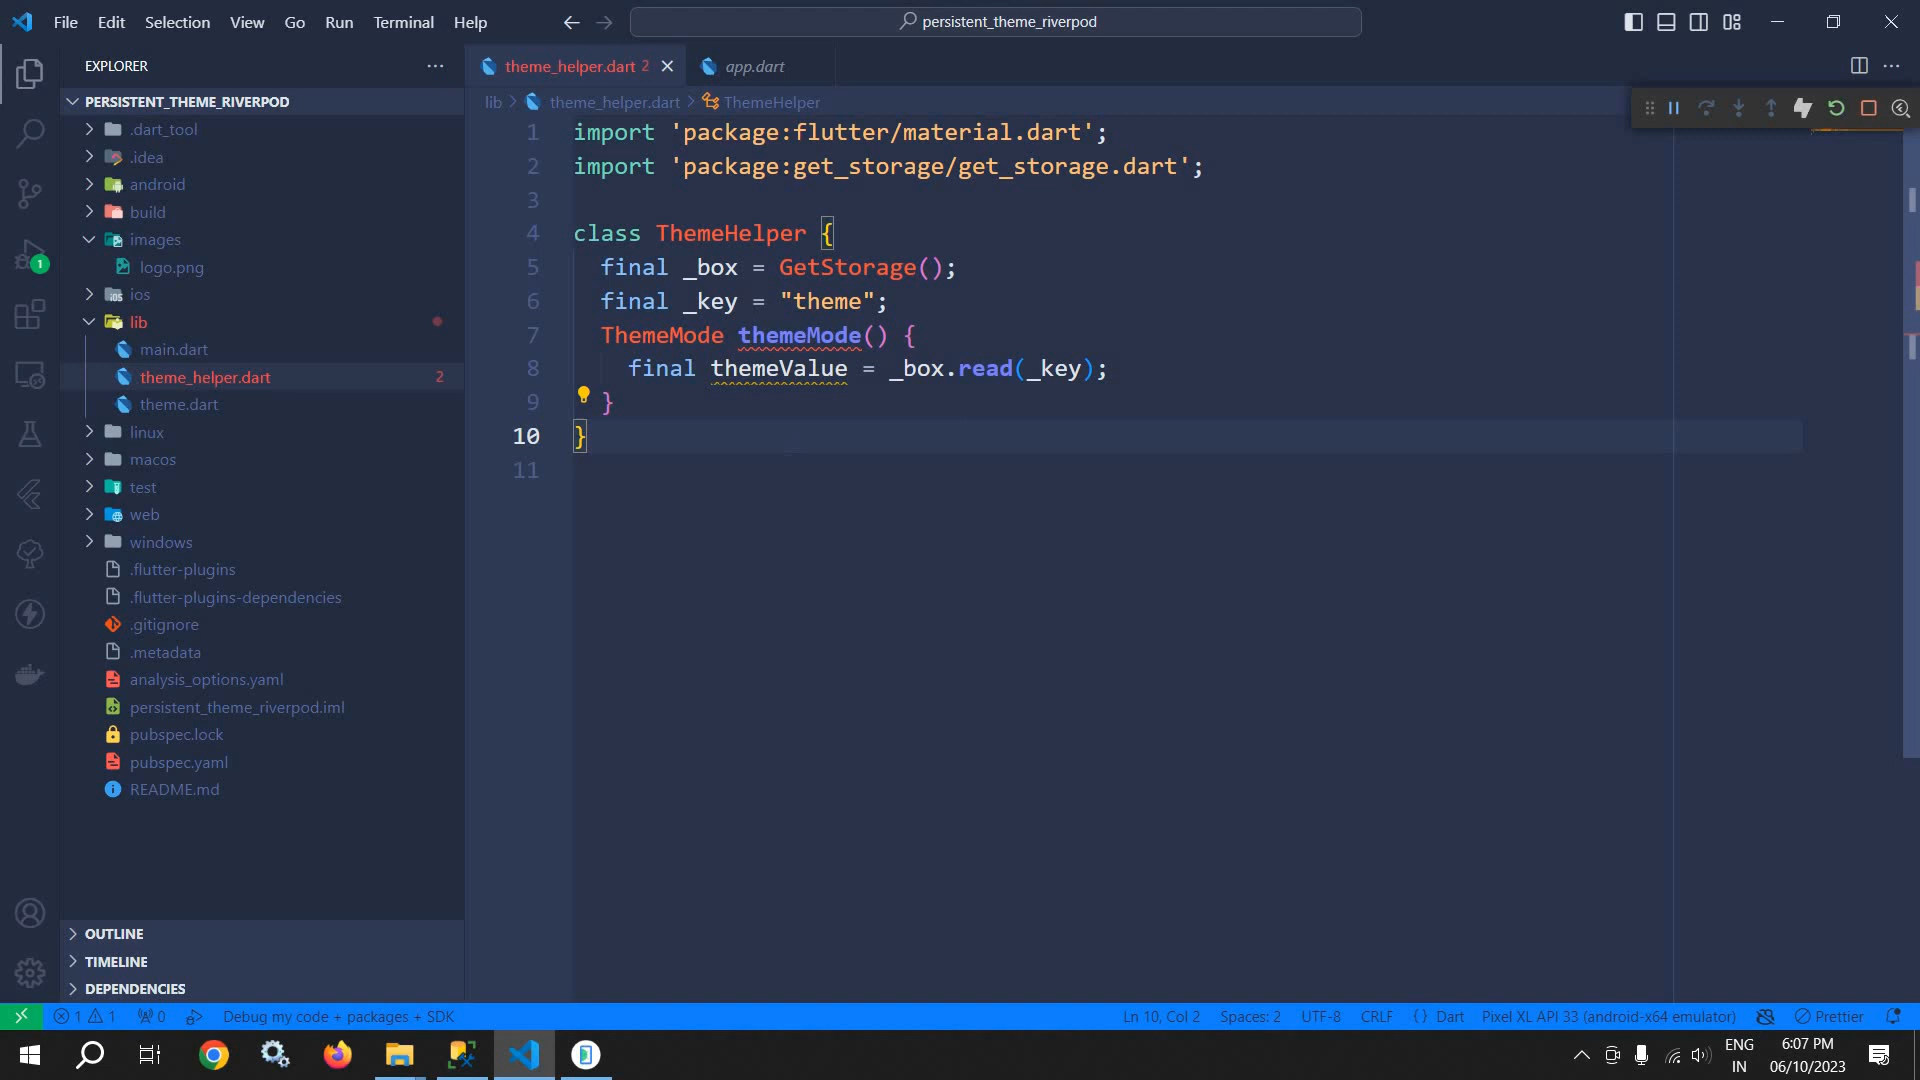 File Edit Selection View Go Run Terminal Help
persistent_theme_riverpod
EXPLORER
PERSISTENT_THEME_RIVERPOD
.dart_tool
.idea
android
build
images
logo.png
ios
lib
main.dart
theme_helper.dart 2
theme.dart
linux
macos
test
web
windows
.flutter-plugins
.flutter-plugins-dependencies
.gitignore
.metadata
analysis_options.yaml
persistent_theme_riverpod.iml
pubspec.lock
pubspec.yaml
README.md
OUTLINE
TIMELINE
DEPENDENCIES
1
theme_helper.dart 2
app.dart
lib > theme_helper.dart > ThemeHelper
1 import 'package:flutter/material.dart';
2 import 'package:get_storage/get_storage.dart';
3
4 class ThemeHelper {
5 final _box = GetStorage();
6 final _key = "theme";
7 ThemeMode themeMode() {
8 final themeValue = _box.read(_key);
9 }
10 }
11
1 1 0 Debug my code + packages + SDK
Ln 10, Col 2 Spaces: 2 UTF-8 CRLF {} Dart Pixel XL API 33 (android-x64 emulator) Prettier
ENG
IN
6:07 PM
06/10/2023